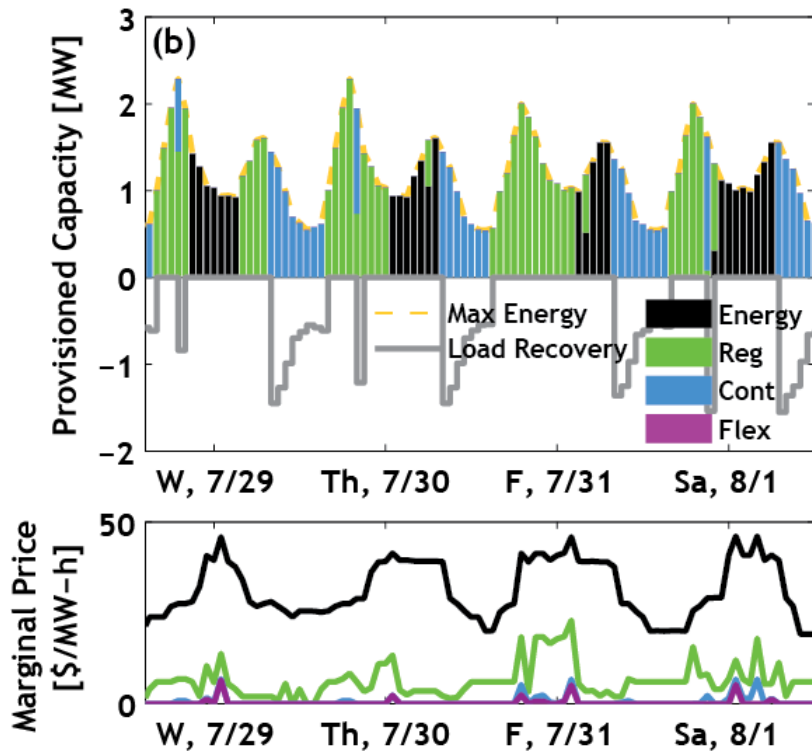 (b)
Provisioned Capacity [MW]
3
2
1
0
−1
−2
Max Energy
Load Recovery
Energy
Reg
Cont
Flex
W, 7/29 Th, 7/30 F, 7/31 Sa, 8/1
Marginal Price
[$/MW−h]
50
0
W, 7/29 Th, 7/30 F, 7/31 Sa, 8/1